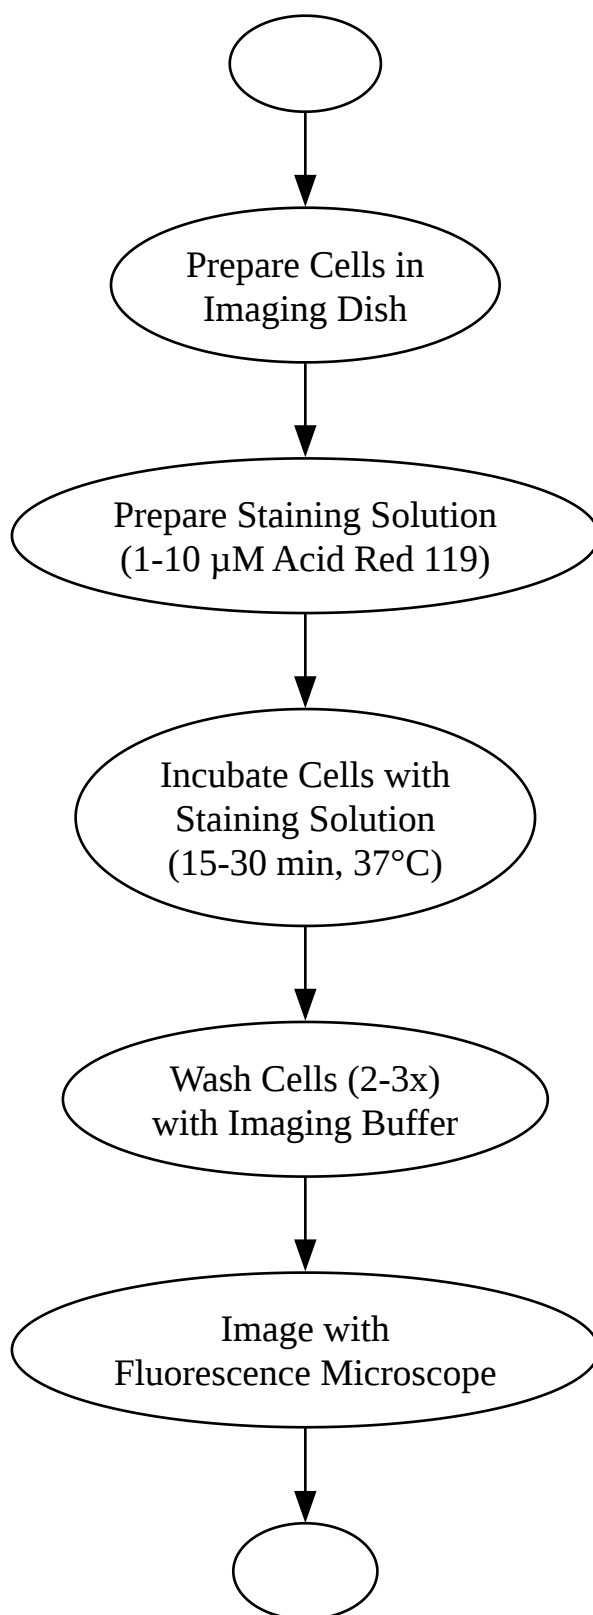 Prepare Cells in
Imaging Dish
Prepare Staining Solution
(1-10 µM Acid Red 119)
Incubate Cells with
Staining Solution
(15-30 min, 37°C)
Wash Cells (2-3x)
with Imaging Buffer
Image with
Fluorescence Microscope